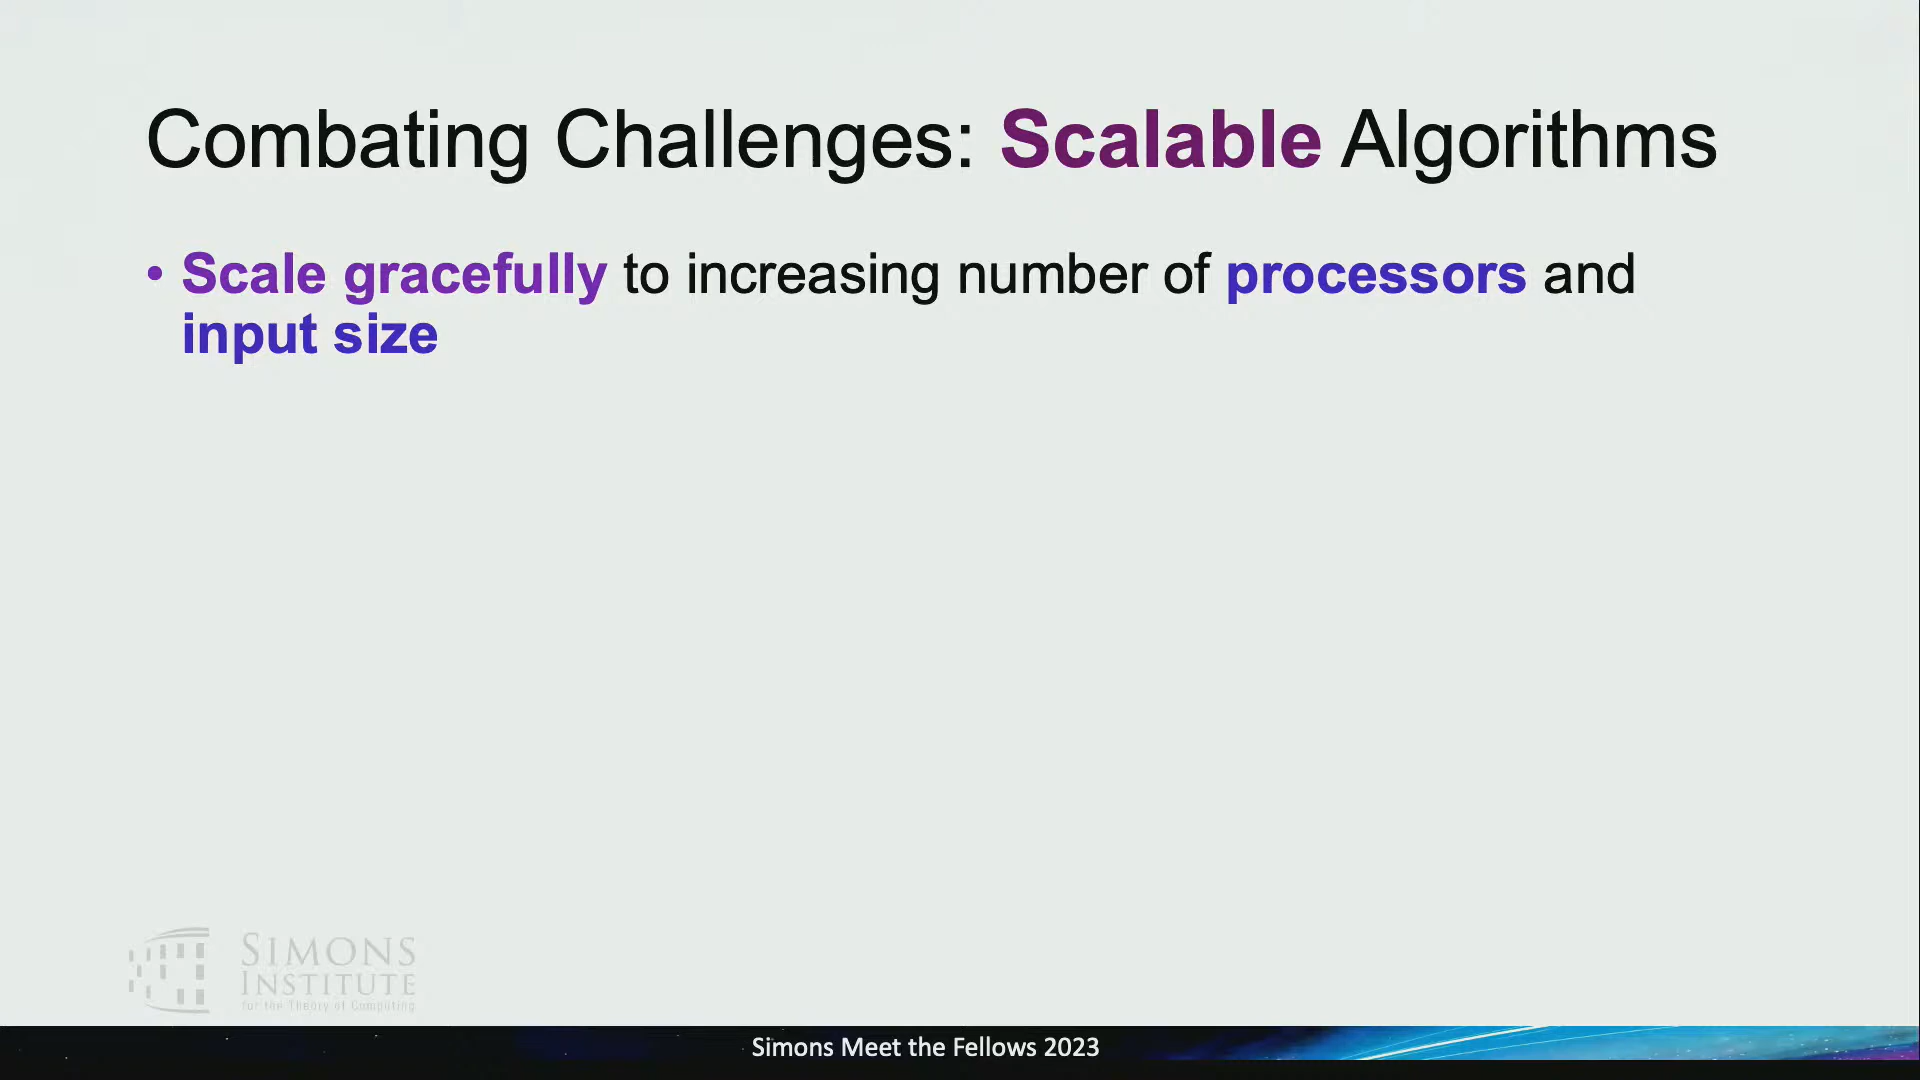 Combating Challenges: Scalable Algorithms
• Scale gracefully to increasing number of processors and
input size
SIMONS
INSTITUTE
for the Theory of Computing
Simons Meet the Fellows 2023